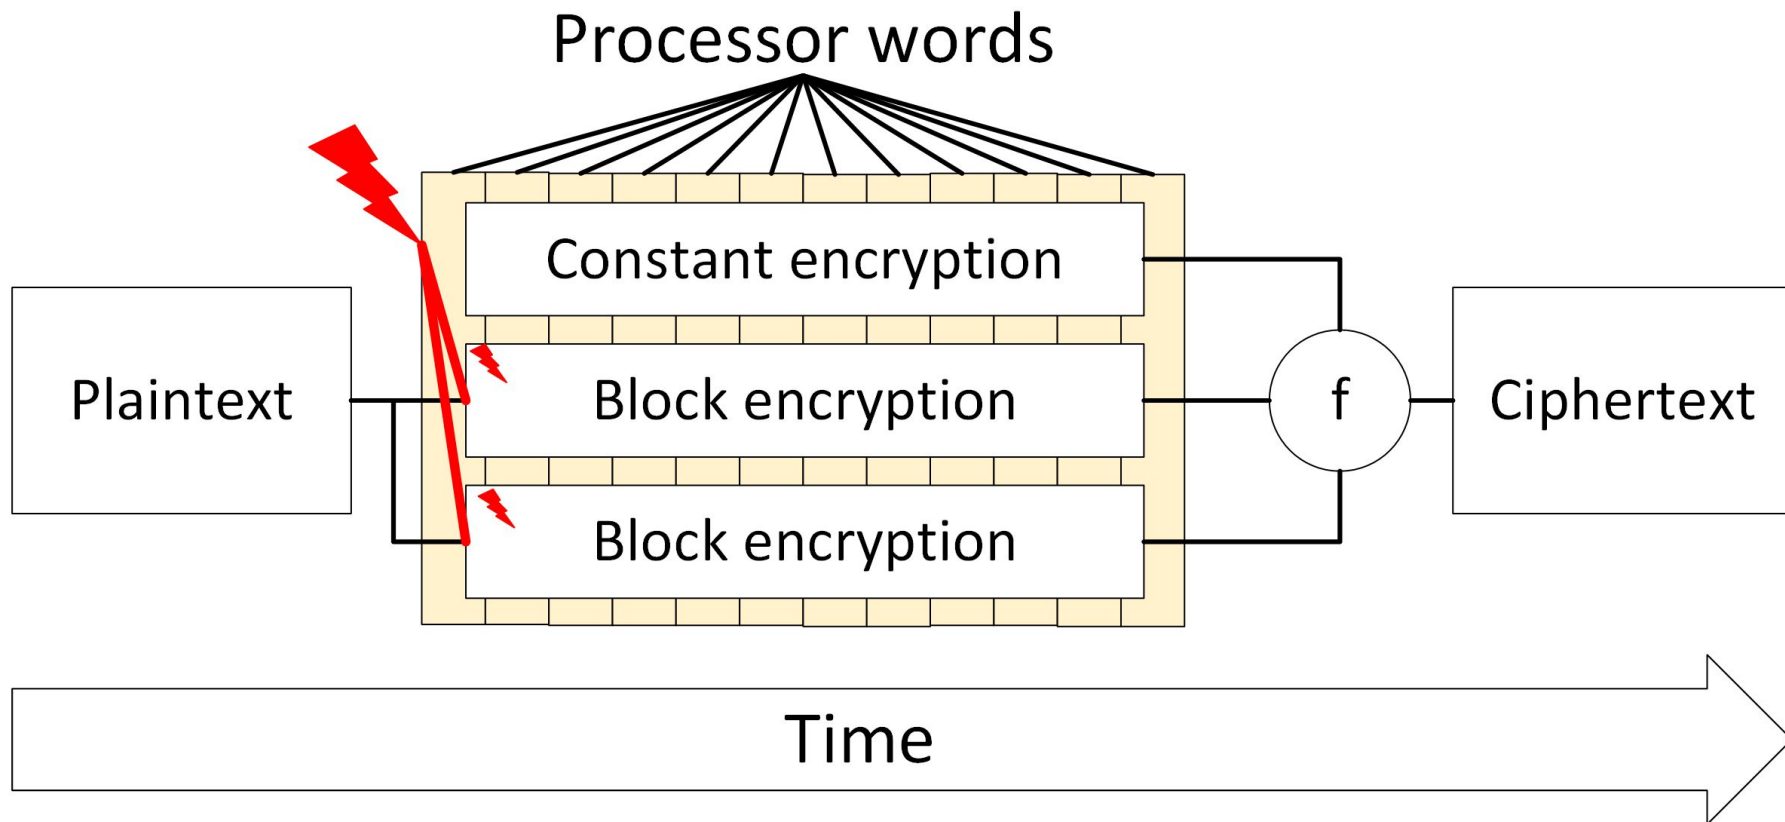 Processor words
Constant encryption
Plaintext
Block encryption
f
Ciphertext
Block encryption
Time